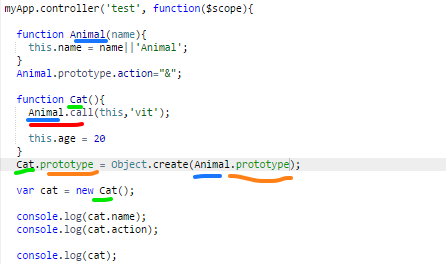 myApp.controller('test', function($scope){
function Animal(name){
this.name = name||'Animal';
}
Animal.prototype.action="&";
function Cat(){
Animal.call(this,'vit');
this.age = 20
}
Cat.prototype = Object.create(Animal.prototype);
var cat = new Cat();
console.log(cat.name);
console.log(cat.action);
console.log(cat);